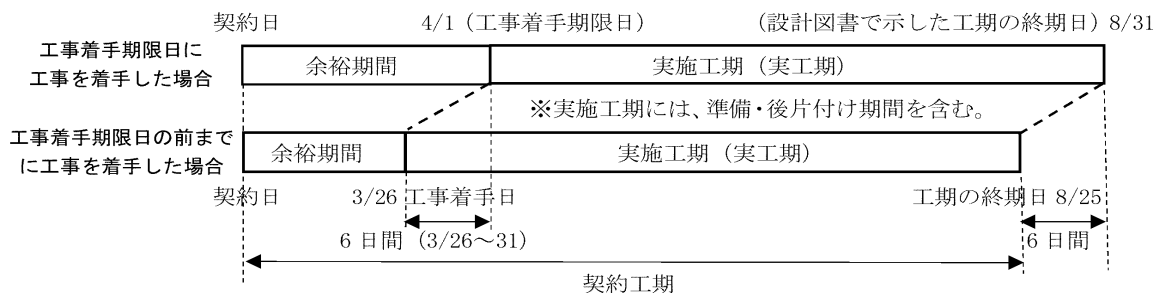 契約日 4/1（工事着手期限日） （設計図書で示した工期の終期日）8/31
工事着手期限日に
工事を着手した場合
余裕期間 実施工期（実工期）
※実施工期には、準備・後片付け期間を含む。
工事着手期限日の前まで
に工事を着手した場合
余裕期間 実施工期（実工期）
契約日 3/26 工事着手日 工期の終期日 8/25
6 日間（3/26～31） 6 日間
契約工期